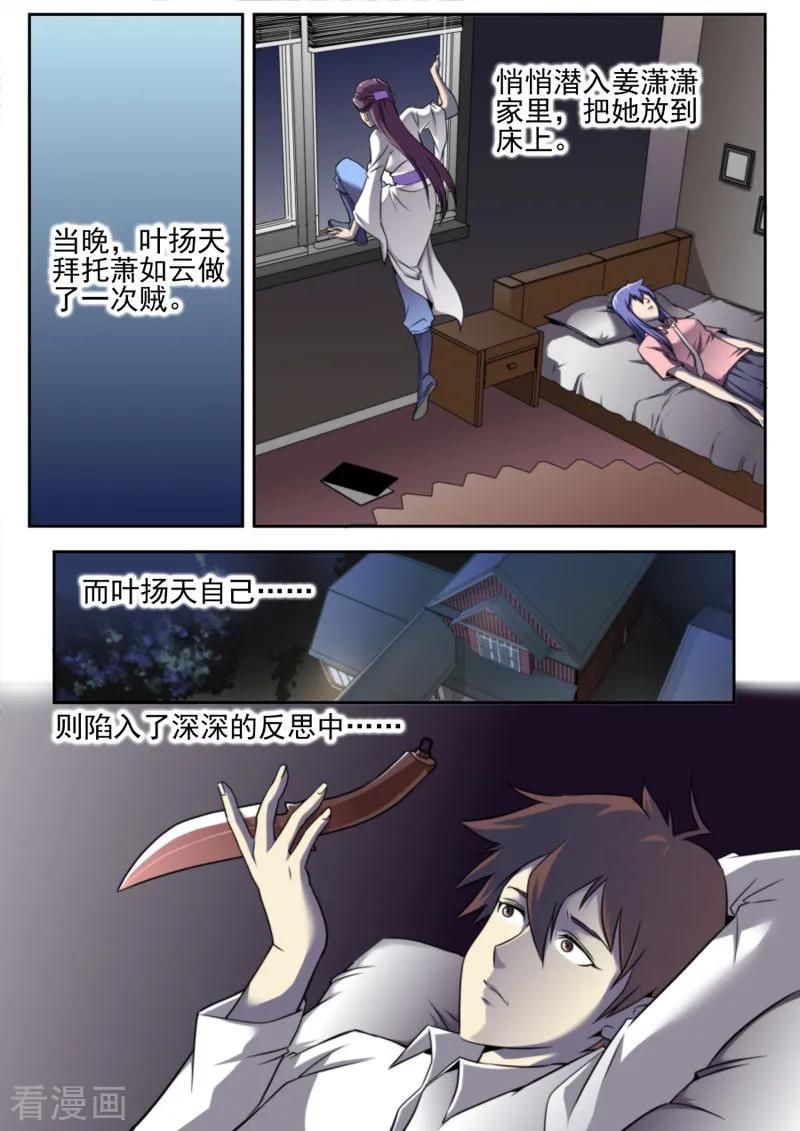 当晚，叶扬天
拜托萧如云做
了一次贼。
悄悄潜入姜潇潇
家里，把她放到
床上。
而叶扬天自己……
则陷入了深深的反思中……
看漫画